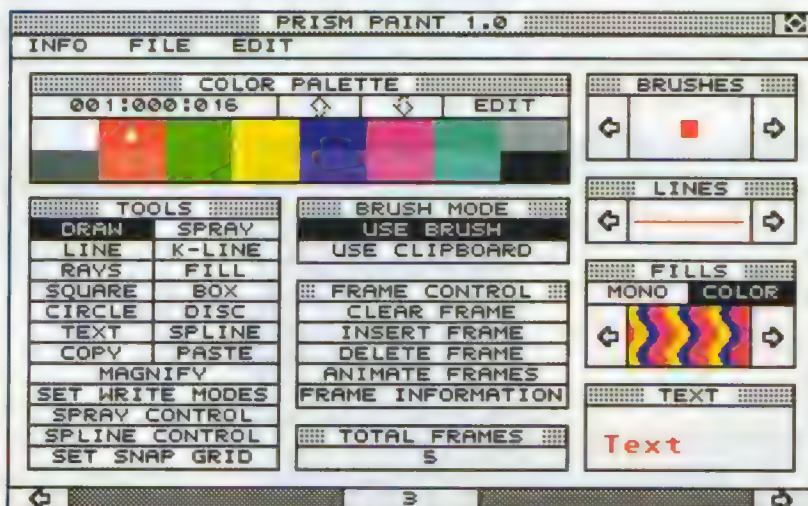 PRISM PAINT 1.0
INFO FILE EDIT
COLOR PALETTE
001:000:016 EDIT
BRUSHES
LINES
TOOLS
DRAW SPRAY
LINE K-LINE
RAYS FILL
SQUARE BOX
CIRCLE DISC
TEXT SPLINE
COPY PASTE
MAGNIFY
SET WRITE MODES
SPRAY CONTROL
SPLINE CONTROL
SET SNAP GRID
BRUSH MODE
USE BRUSH
USE CLIPBOARD
FRAME CONTROL
CLEAR FRAME
INSERT FRAME
DELETE FRAME
ANIMATE FRAMES
FRAME INFORMATION
TOTAL FRAMES
5
FILLS
MONO COLOR
TEXT
Text
3